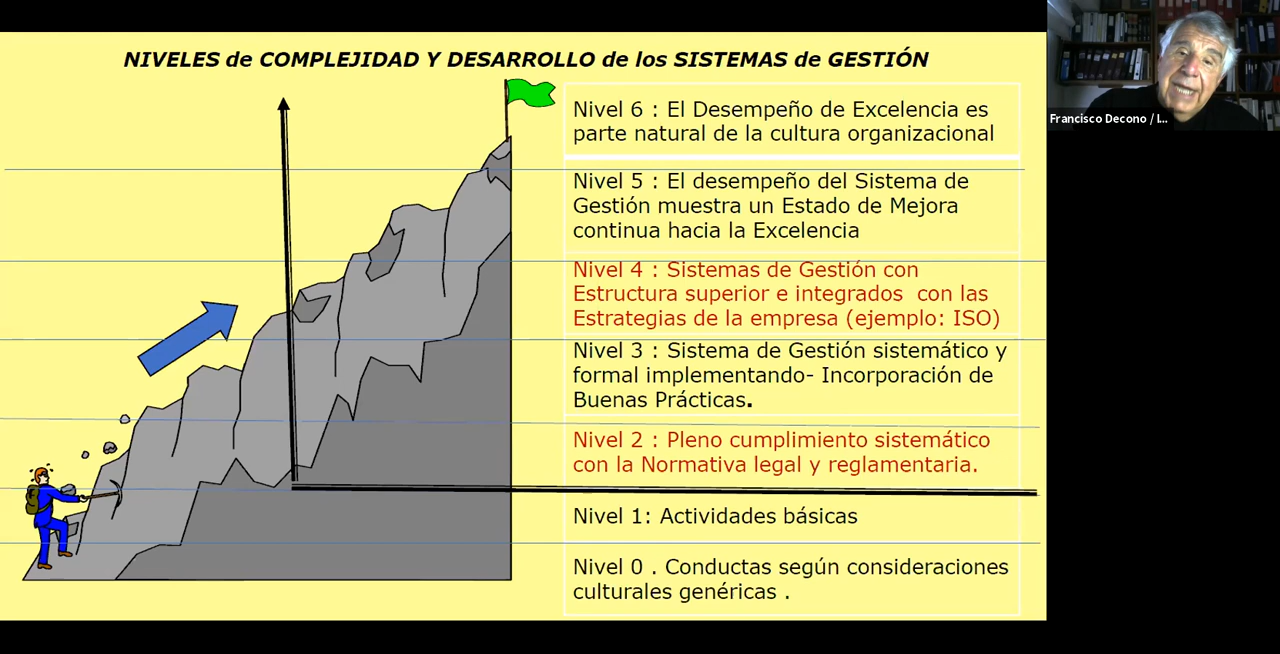 NIVELES de COMPLEJIDAD Y DESARROLLO de los SISTEMAS de GESTIÓN
Nivel 6 : El Desempeño de Excelencia es
parte natural de la cultura organizacional
Nivel 5 : El desempeño del Sistema de
Gestión muestra un Estado de Mejora
continua hacia la Excelencia
Nivel 4 : Sistemas de Gestión con
Estructura superior e integrados con las
Estrategias de la empresa (ejemplo: ISO)
Nivel 3 : Sistema de Gestión sistemático y
formal implementando- Incorporación de
Buenas Prácticas.
Nivel 2 : Pleno cumplimiento sistemático
con la Normativa legal y reglamentaria.
Nivel 1: Actividades básicas
Nivel 0 . Conductas según consideraciones
culturales genéricas .
Francisco Decono / I...